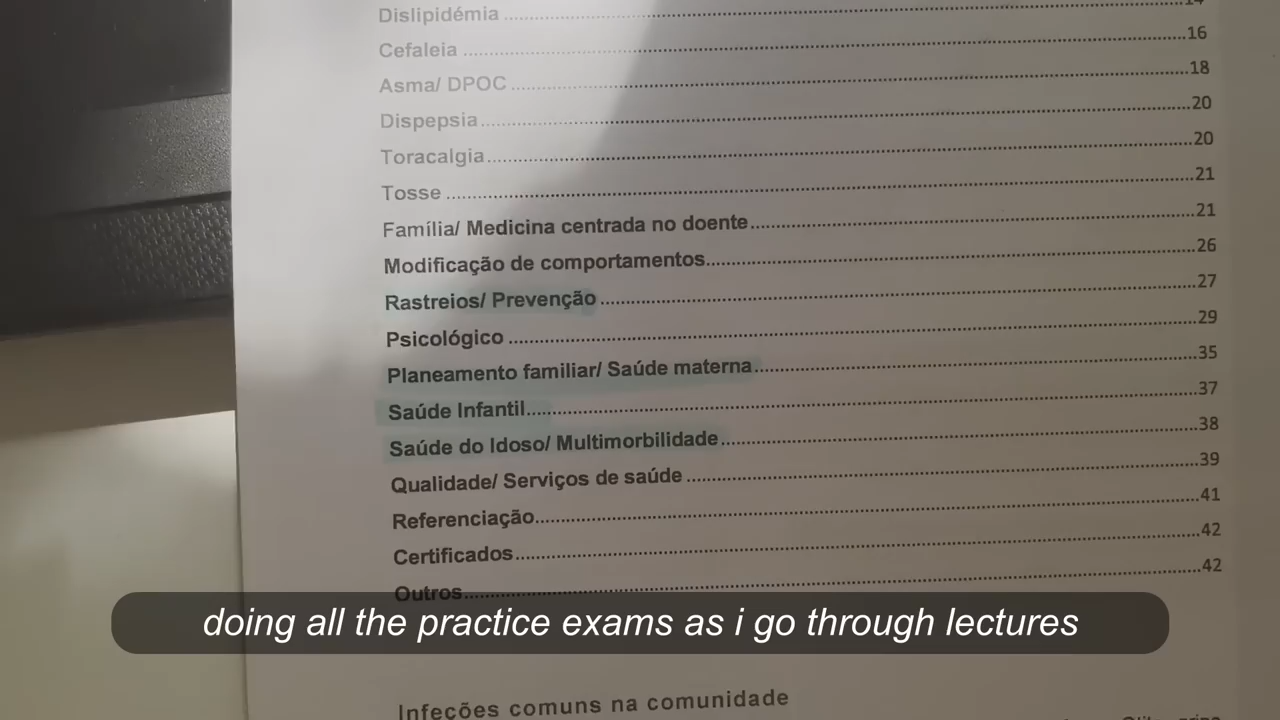 Dislipidémia ........ 14
Cefaleia ........ 16
Asma/ DPOC ........ 18
Dispepsia ........ 20
Toracalgia ........ 20
Tosse ........ 21
Família/ Medicina centrada no doente ........ 21
Modificação de comportamentos ........ 26
Rastreios/ Prevenção ........ 27
Psicológico ........ 29
Planeamento familiar/ Saúde materna ........ 35
Saúde Infantil ........ 37
Saúde do Idoso/ Multimorbilidade ........ 38
Qualidade/ Serviços de saúde ........ 39
Referenciação ........ 41
Certificados ........ 42
Outros ........ 42
doing all the practice exams as i go through lectures
Infeções comuns na comunidade